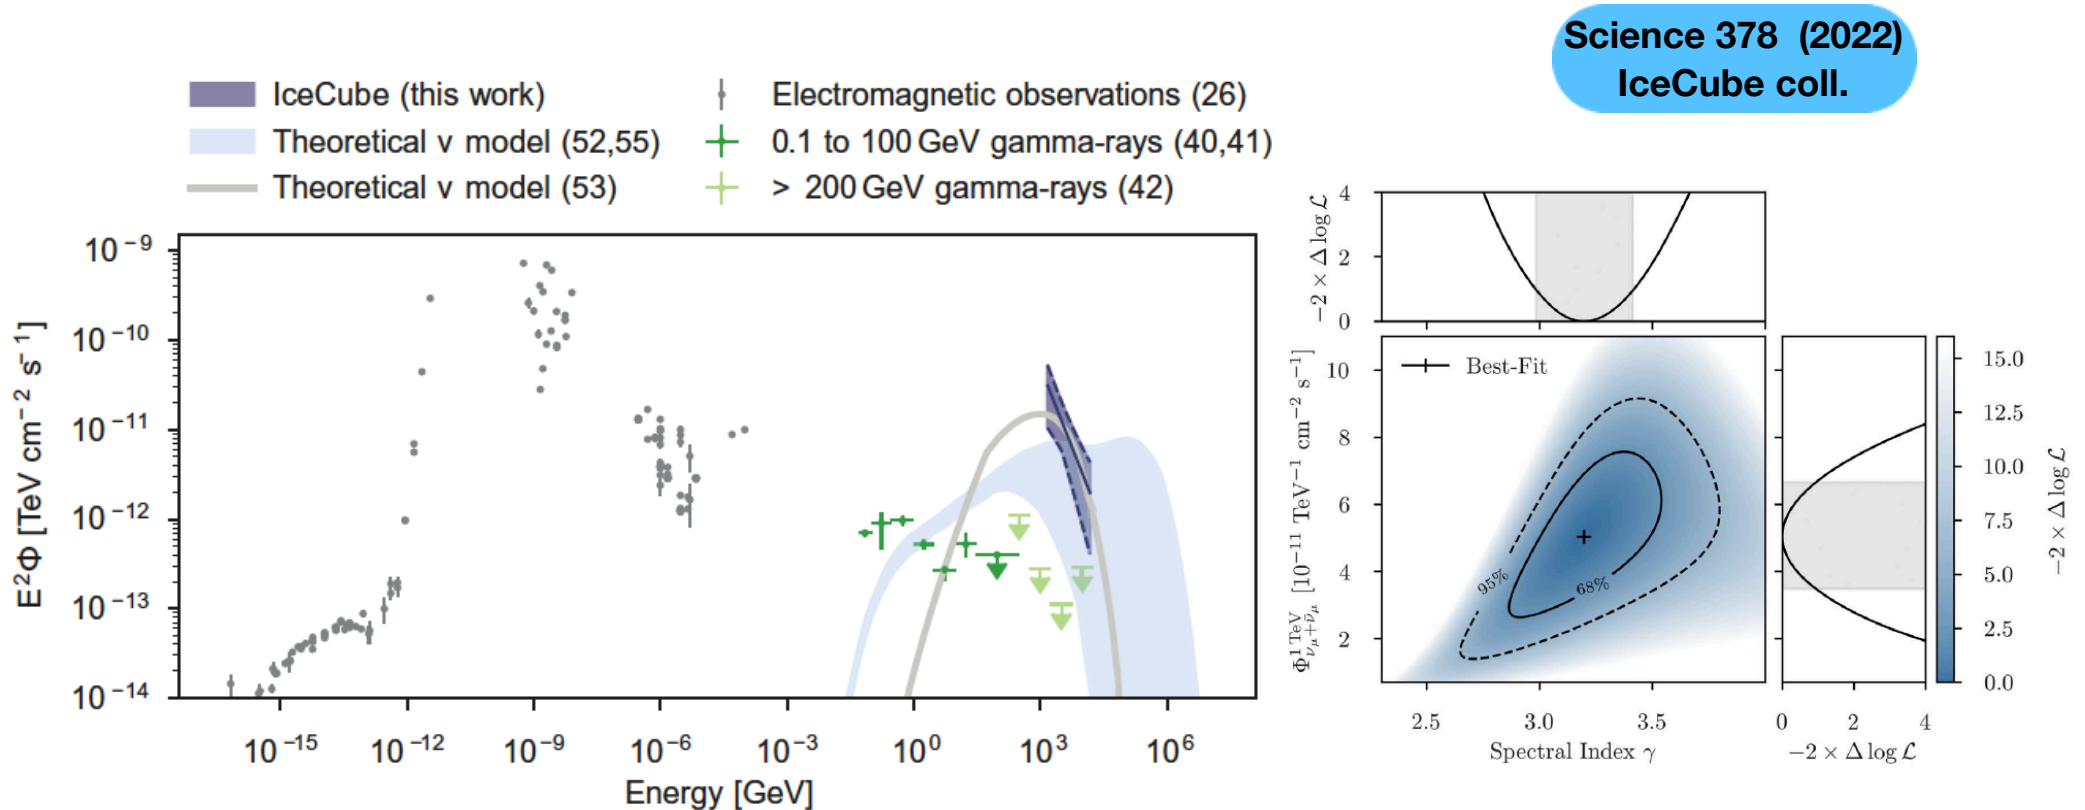 Science 378 (2022)
IceCube coll.
IceCube (this work)
Theoretical ν model (52,55)
Theoretical ν model (53)
Electromagnetic observations (26)
0.1 to 100 GeV gamma-rays (40,41)
> 200 GeV gamma-rays (42)
E²Φ [TeV cm⁻² s⁻¹]
10⁻⁹
10⁻¹⁰
10⁻¹¹
10⁻¹²
10⁻¹³
10⁻¹⁴
10⁻¹⁵ 10⁻¹² 10⁻⁹ 10⁻⁶ 10⁻³ 10⁰ 10³ 10⁶
Energy [GeV]
−2 × Δ log ℒ
4
2
0
Φ¹ᵀᵉⱽ_νμ+ν̄μ [10⁻¹¹ TeV⁻¹ cm⁻² s⁻¹]
10
8
6
4
2
Best-Fit
95%
68%
2.5 3.0 3.5
Spectral Index γ
0 2 4
−2 × Δ log ℒ
15.0
12.5
10.0
7.5
5.0
2.5
0.0
−2 × Δ log ℒ